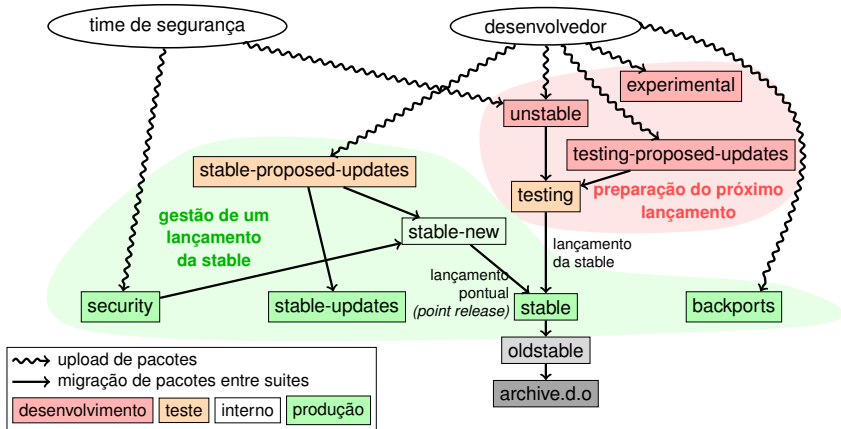 time de segurança
desenvolvedor
experimental
unstable
testing-proposed-updates
stable-proposed-updates
testing
preparação do próximo
lançamento
gestão de um
lançamento
da stable
stable-new
lançamento
da stable
lançamento
pontual
(point release)
security
stable-updates
stable
backports
oldstable
archive.d.o
upload de pacotes
migração de pacotes entre suites
desenvolvimento
teste
interno
produção